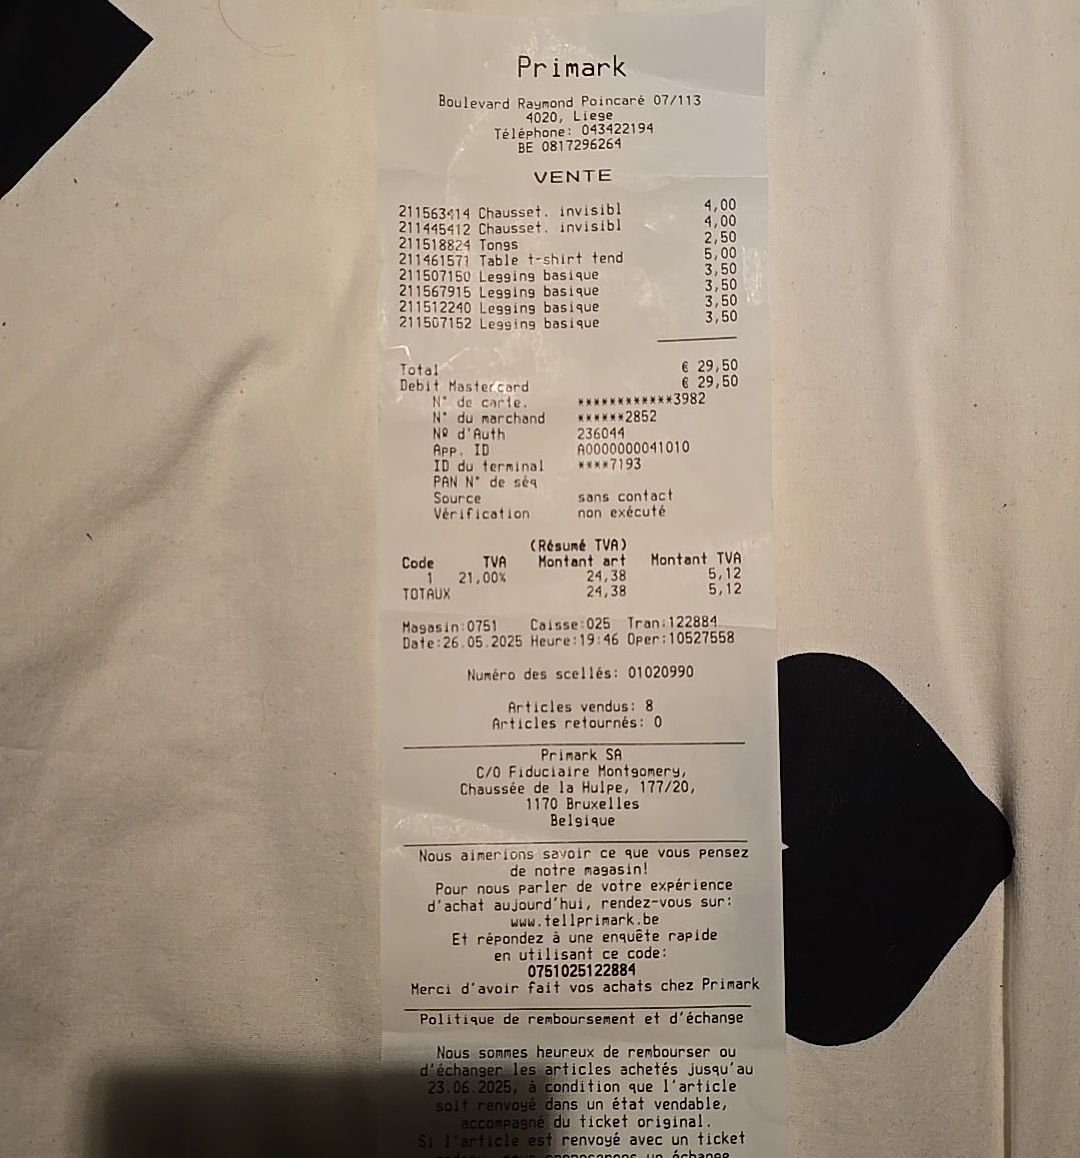 Primark
Boulevard Raymond Poincaré 07/113
4020, Liege
Téléphone: 043422194
BE 0817296264
VENTE
211563414 Chausset. invisibl 4,00
211445412 Chausset. invisibl 4,00
211518824 Tongs 2,50
211461571 Table t-shirt tend 5,00
211507150 Legging basique 3,50
211567915 Legging basique 3,50
211512240 Legging basique 3,50
211507152 Legging basique 3,50
Total € 29,50
Debit Mastercard € 29,50
N° de carte. ************3982
N° du marchand ******2852
Nº d'Auth 236044
App. ID A0000000041010
ID du terminal ****7193
PAN N° de séq
Source sans contact
Vérification non exécuté
(Résumé TVA)
Code TVA Montant art Montant TVA
1 21,00% 24,38 5,12
TOTAUX 24,38 5,12
Magasin:0751 Caisse:025 Tran:122884
Date:26.05.2025 Heure:19:46 Oper:10527558
Numéro des scellés: 01020990
Articles vendus: 8
Articles retournés: 0
Primark SA
C/O Fiduciaire Montgomery,
Chaussée de la Hulpe, 177/20,
1170 Bruxelles
Belgique
Nous aimerions savoir ce que vous pensez
de notre magasin!
Pour nous parler de votre expérience
d'achat aujourd'hui, rendez-vous sur:
www.tellprimark.be
Et répondez à une enquête rapide
en utilisant ce code:
0751025122884
Merci d'avoir fait vos achats chez Primark
Politique de remboursement et d'échange
Nous sommes heureux de rembourser ou
d'échanger les articles achetés jusqu'au
23.06.2025, à condition que l'article
soit renvoyé dans un état vendable,
accompagné du ticket original.
Si l'article est renvoyé avec un ticket
un échange